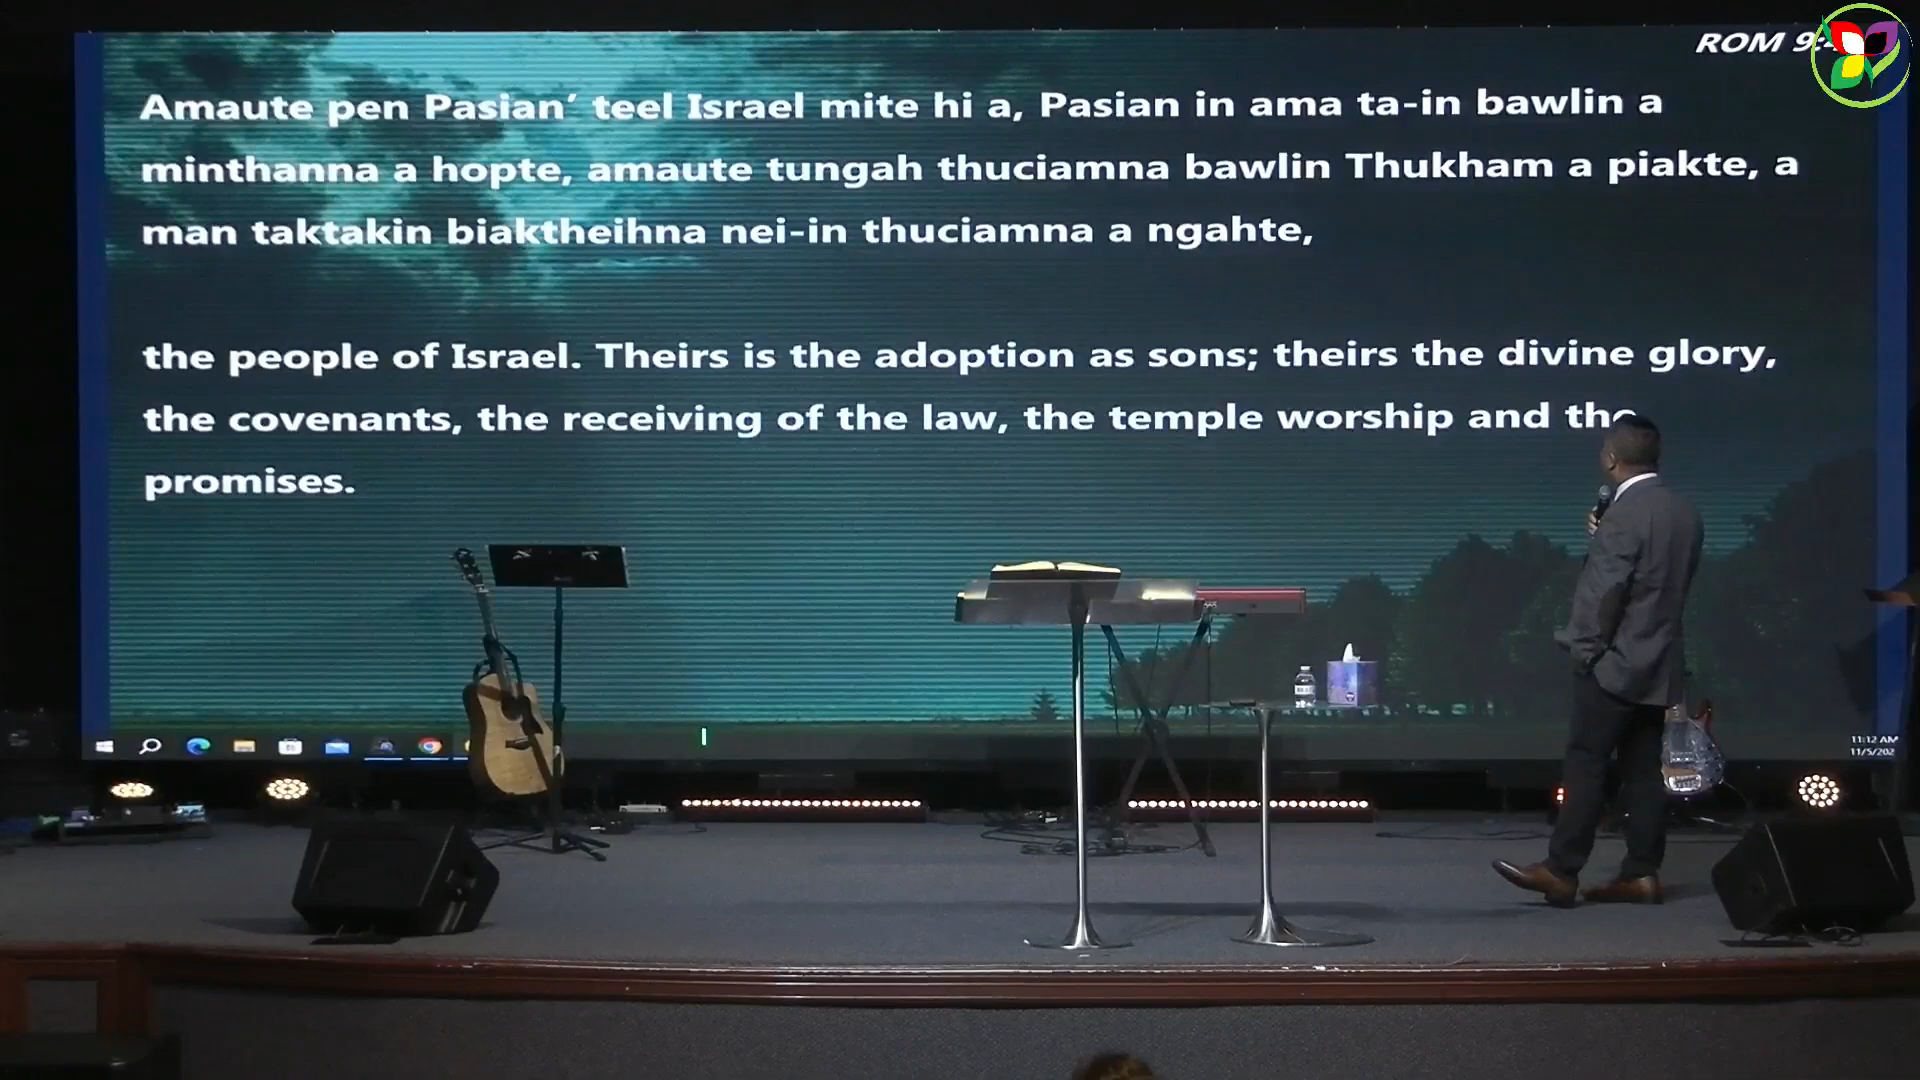 ROM 9:
Amaute pen Pasian’ teel Israel mite hi a, Pasian in ama ta-in bawlin a
minthanna a hopte, amaute tungah thuciamna bawlin Thukham a piakte, a
man taktakin biaktheihna nei-in thuciamna a ngahte,
the people of Israel. Theirs is the adoption as sons; theirs the divine glory,
the covenants, the receiving of the law, the temple worship and the
promises.
11:12 AM
11/5/202